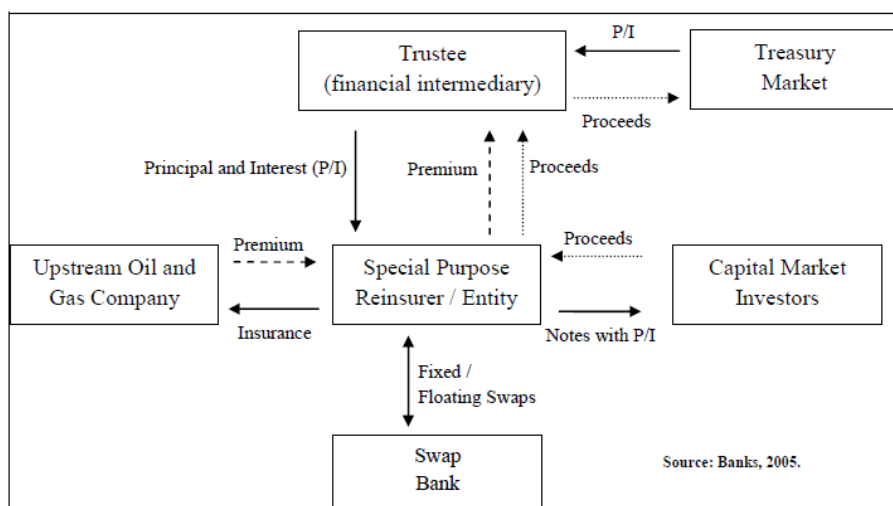 P/I
Trustee
(financial intermediary)
Treasury
Market
Proceeds
Principal and Interest (P/I)
Premium
Proceeds
Premium
Proceeds
Upstream Oil and
Gas Company
Special Purpose
Reinsurer / Entity
Capital Market
Investors
Insurance
Notes with P/I
Fixed /
Floating Swaps
Swap
Bank
Source: Banks, 2005.